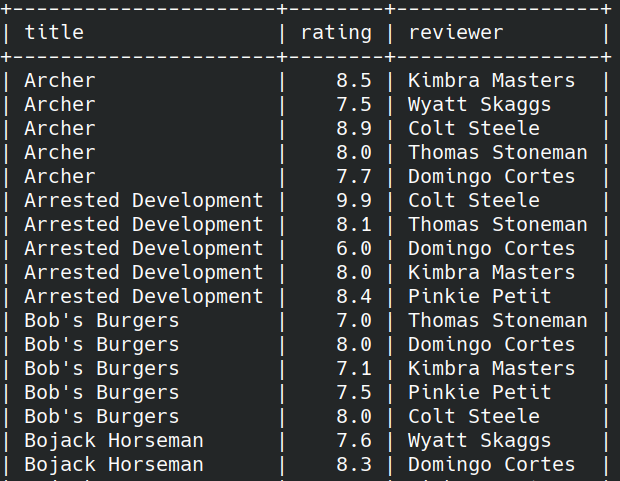 +----------------------+--------+-----------------+
| title                | rating | reviewer        |
+----------------------+--------+-----------------+
| Archer               |    8.5 | Kimbra Masters  |
| Archer               |    7.5 | Wyatt Skaggs    |
| Archer               |    8.9 | Colt Steele     |
| Archer               |    8.0 | Thomas Stoneman |
| Archer               |    7.7 | Domingo Cortes  |
| Arrested Development |    9.9 | Colt Steele     |
| Arrested Development |    8.1 | Thomas Stoneman |
| Arrested Development |    6.0 | Domingo Cortes  |
| Arrested Development |    8.0 | Kimbra Masters  |
| Arrested Development |    8.4 | Pinkie Petit    |
| Bob's Burgers        |    7.0 | Thomas Stoneman |
| Bob's Burgers        |    8.0 | Domingo Cortes  |
| Bob's Burgers        |    7.1 | Kimbra Masters  |
| Bob's Burgers        |    7.5 | Pinkie Petit    |
| Bob's Burgers        |    8.0 | Colt Steele     |
| Bojack Horseman      |    7.6 | Wyatt Skaggs    |
| Bojack Horseman      |    8.3 | Domingo Cortes  |